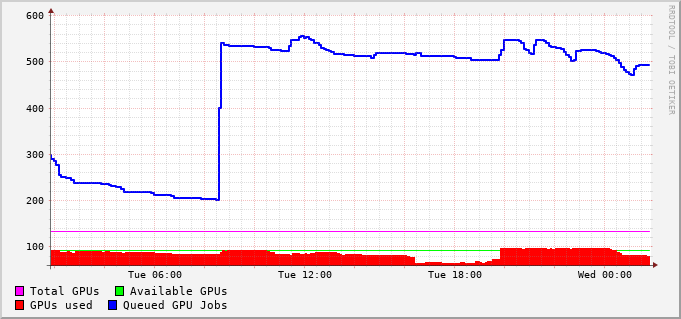 600
500
400
300
200
100
Tue 06:00 Tue 12:00 Tue 18:00 Wed 00:00
Total GPUs Available GPUs
GPUs used Queued GPU Jobs
RRDTOOL / TOBI OETIKER